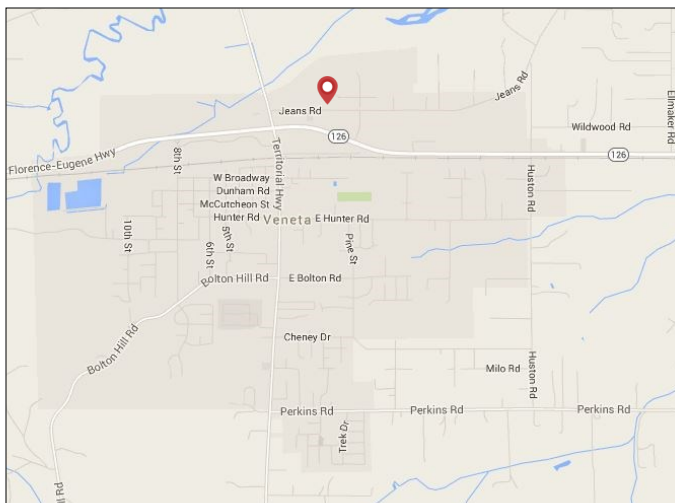 Jeans Rd
Jeans Rd
Ellmaker Rd
126
Wildwood Rd
Florence-Eugene Hwy
8th St
Territorial Hwy
126
W Broadway
Dunham Rd
McCutcheon St
Hunter Rd
Veneta
E Hunter Rd
Huston Rd
10th St
6th St
5th St
Pine St
Bolton Hill Rd
E Bolton Rd
Bolton Hill Rd
Cheney Dr
Milo Rd
Huston Rd
Perkins Rd
Perkins Rd
Perkins Rd
Trek Dr
ll Rd